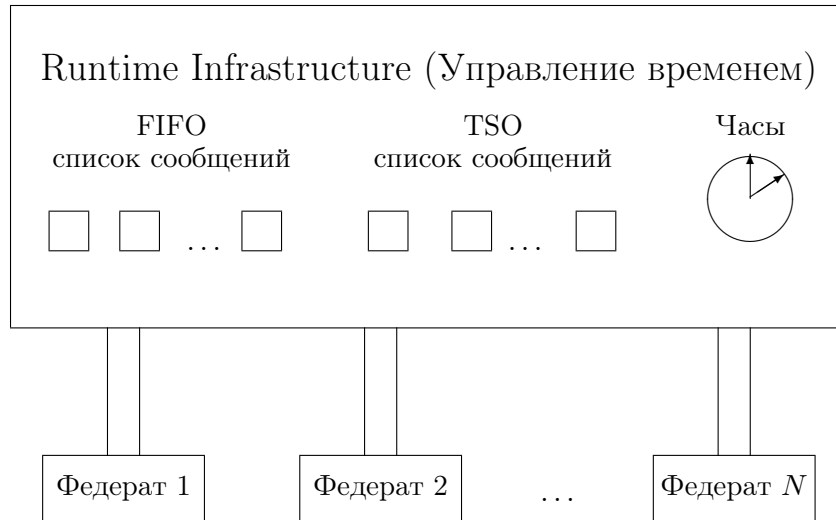 Runtime Infrastructure (Управление временем)
FIFO
список сообщений
TSO
список сообщений
Часы
...
...
Федерат 1
Федерат 2
...
Федерат N